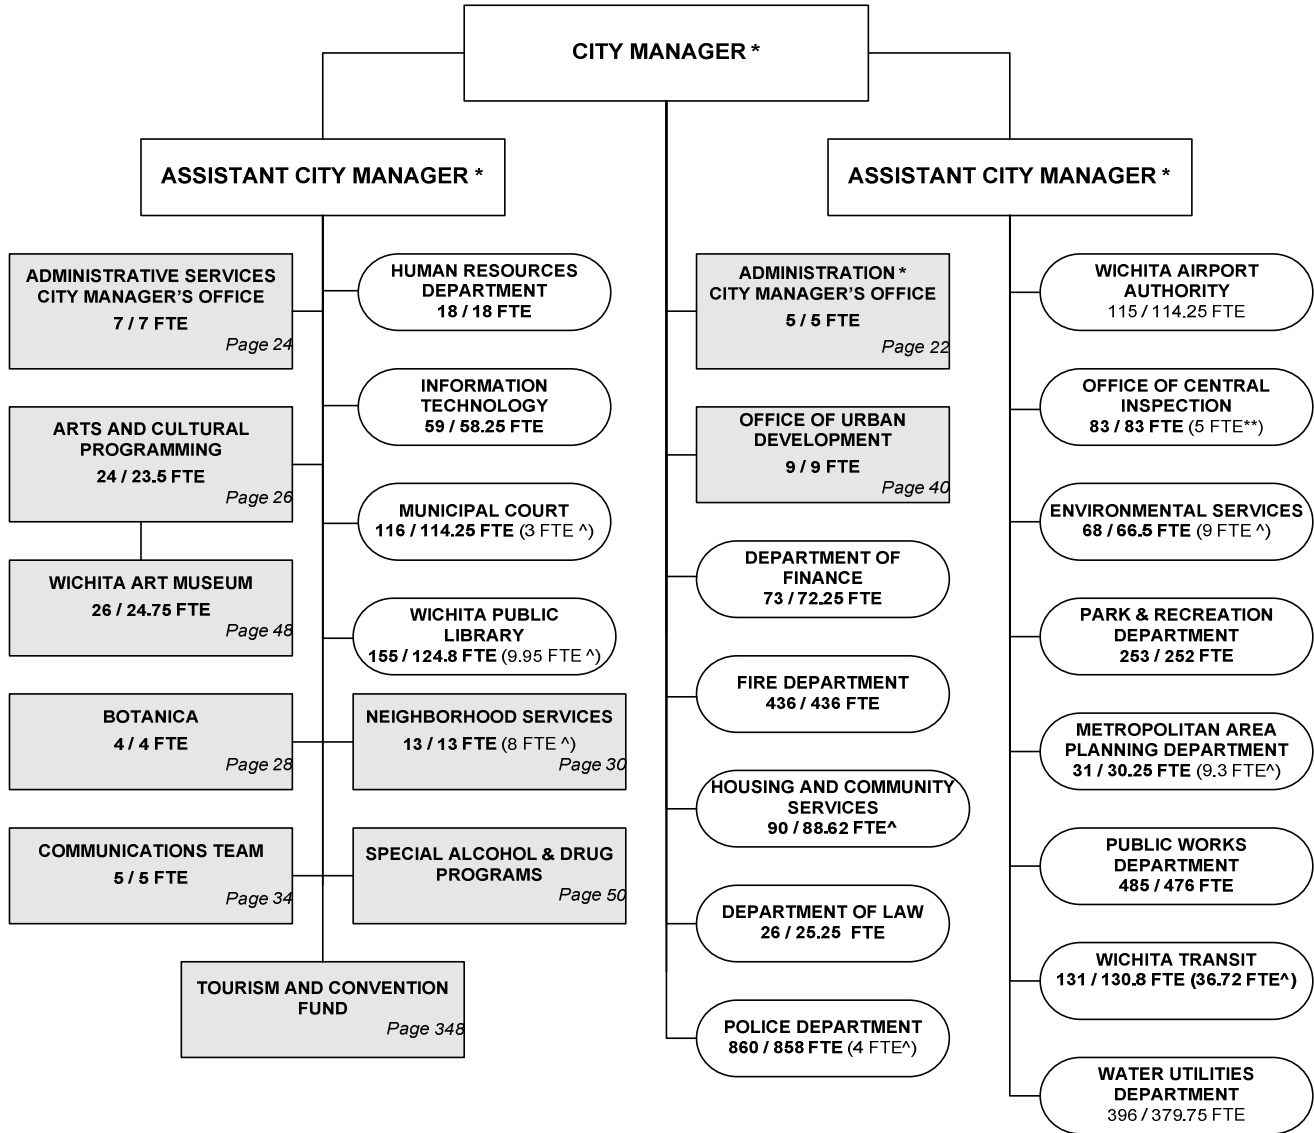 CITY MANAGER *
ASSISTANT CITY MANAGER *
ASSISTANT CITY MANAGER *
ADMINISTRATIVE SERVICES
CITY MANAGER'S OFFICE
7 / 7 FTE
Page 24
HUMAN RESOURCES
DEPARTMENT
18 / 18 FTE
ARTS AND CULTURAL
PROGRAMMING
24 / 23.5 FTE
Page 26
INFORMATION
TECHNOLOGY
59 / 58.25 FTE
MUNICIPAL COURT
116 / 114.25 FTE (3 FTE ^)
WICHITA ART MUSEUM
26 / 24.75 FTE
Page 48
WICHITA PUBLIC
LIBRARY
155 / 124.8 FTE (9.95 FTE ^)
BOTANICA
4 / 4 FTE
Page 28
NEIGHBORHOOD SERVICES
13 / 13 FTE (8 FTE ^)
Page 30
COMMUNICATIONS TEAM
5 / 5 FTE
Page 34
SPECIAL ALCOHOL & DRUG
PROGRAMS
Page 50
TOURISM AND CONVENTION
FUND
Page 348
ADMINISTRATION *
CITY MANAGER'S OFFICE
5 / 5 FTE
Page 22
OFFICE OF URBAN
DEVELOPMENT
9 / 9 FTE
Page 40
DEPARTMENT OF
FINANCE
73 / 72.25 FTE
FIRE DEPARTMENT
436 / 436 FTE
HOUSING AND COMMUNITY
SERVICES
90 / 88.62 FTE^
DEPARTMENT OF LAW
26 / 25.25 FTE
POLICE DEPARTMENT
860 / 858 FTE (4 FTE^)
WICHITA AIRPORT
AUTHORITY
115 / 114.25 FTE
OFFICE OF CENTRAL
INSPECTION
83 / 83 FTE (5 FTE**)
ENVIRONMENTAL SERVICES
68 / 66.5 FTE (9 FTE ^)
PARK & RECREATION
DEPARTMENT
253 / 252 FTE
METROPOLITAN AREA
PLANNING DEPARTMENT
31 / 30.25 FTE (9.3 FTE^)
PUBLIC WORKS
DEPARTMENT
485 / 476 FTE
WICHITA TRANSIT
131 / 130.8 FTE (36.72 FTE^)
WATER UTILITIES
DEPARTMENT
396 / 379.75 FTE